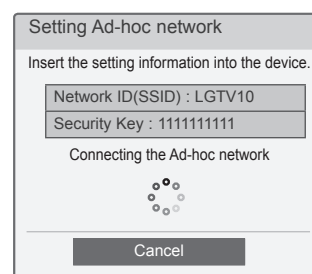 Setting Ad-hoc network
Insert the setting information into the device.
Network ID(SSID) : LGTV10
Security Key : 1111111111
Connecting the Ad-hoc network
Cancel